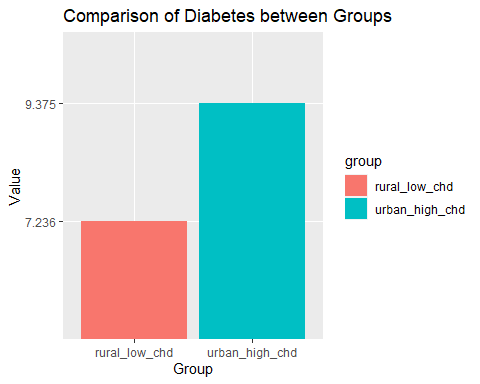 Comparison of Diabetes between Groups
Value
9.375
7.236
rural_low_chd
urban_high_chd
Group
group
rural_low_chd
urban_high_chd